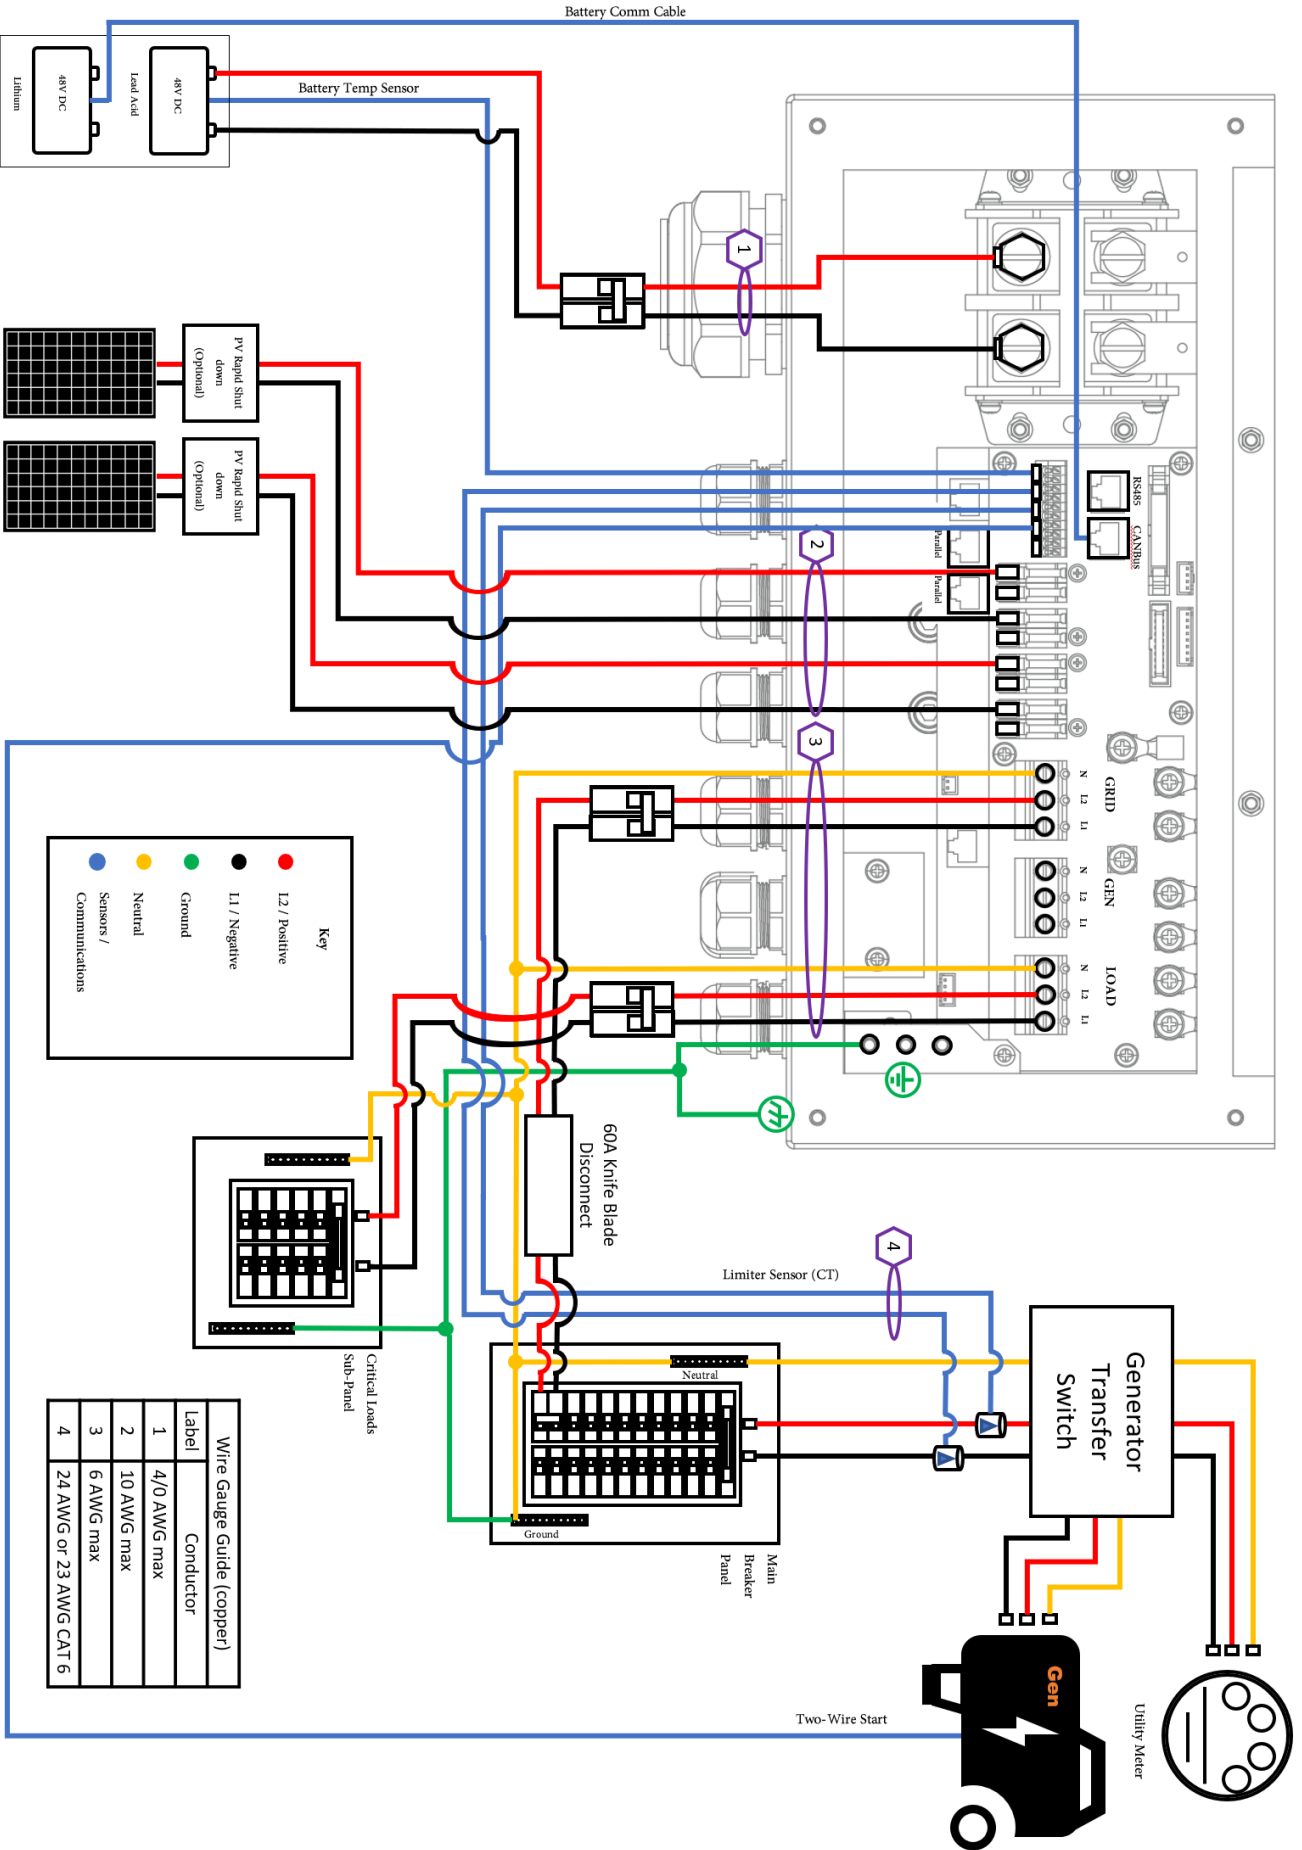 Battery Comm Cable
Battery Temp Sensor
48V DC
Lithium
48V DC
Lead Acid
1
PV Rapid Shut
down
(Optional)
PV Rapid Shut
down
(Optional)
RS485
CANBus
Parallel
Parallel
2
3
GRID
N
L2
L1
GEN
N
L2
L1
LOAD
N
L2
L1
Key
L2 / Positive
L1 / Negative
Ground
Neutral
Sensors /
Communications
60A Knife Blade
Disconnect
4
Limiter Sensor (CT)
Generator
Transfer
Switch
Critical Loads
Sub-Panel
Neutral
Ground
Main
Breaker
Panel
Wire Gauge Guide (copper)
Label Conductor
1 4/0 AWG max
2 10 AWG max
3 6 AWG max
4 24 AWG or 23 AWG CAT 6
Gen
Two-Wire Start
Utility Meter